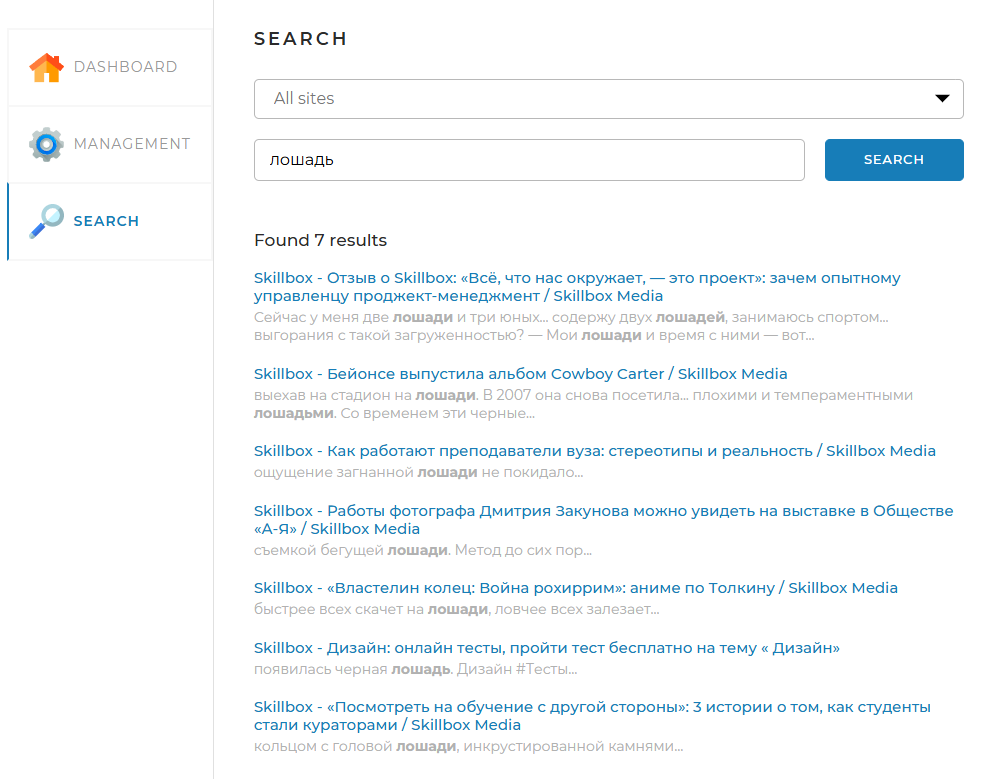 SEARCH
DASHBOARD
All sites
MANAGEMENT
лошадь
SEARCH
SEARCH
Found 7 results
Skillbox - Отзыв о Skillbox: «Всё, что нас окружает, — это проект»: зачем опытному
управленцу проджект-менеджмент / Skillbox Media
Сейчас у меня две лошади и три юных... содержу двух лошадей, занимаюсь спортом...
выгорания с такой загруженностью? — Мои лошади и время с ними — вот...
Skillbox - Бейонсе выпустила альбом Cowboy Carter / Skillbox Media
выехав на стадион на лошади. В 2007 она снова посетила... плохими и темпераментными
лошадьми. Со временем эти черные...
Skillbox - Как работают преподаватели вуза: стереотипы и реальность / Skillbox Media
ощущение загнанной лошади не покидало...
Skillbox - Работы фотографа Дмитрия Закунова можно увидеть на выставке в Обществе
«А-Я» / Skillbox Media
съемкой бегущей лошади. Метод до сих пор...
Skillbox - «Властелин колец: Война рохиррим»: аниме по Толкину / Skillbox Media
быстрее всех скачет на лошади, ловчее всех залезает...
Skillbox - Дизайн: онлайн тесты, пройти тест бесплатно на тему « Дизайн»
появилась черная лошадь. Дизайн #Тесты...
Skillbox - «Посмотреть на обучение с другой стороны»: 3 истории о том, как студенты
стали кураторами / Skillbox Media
кольцом с головой лошади, инкрустированной камнями...